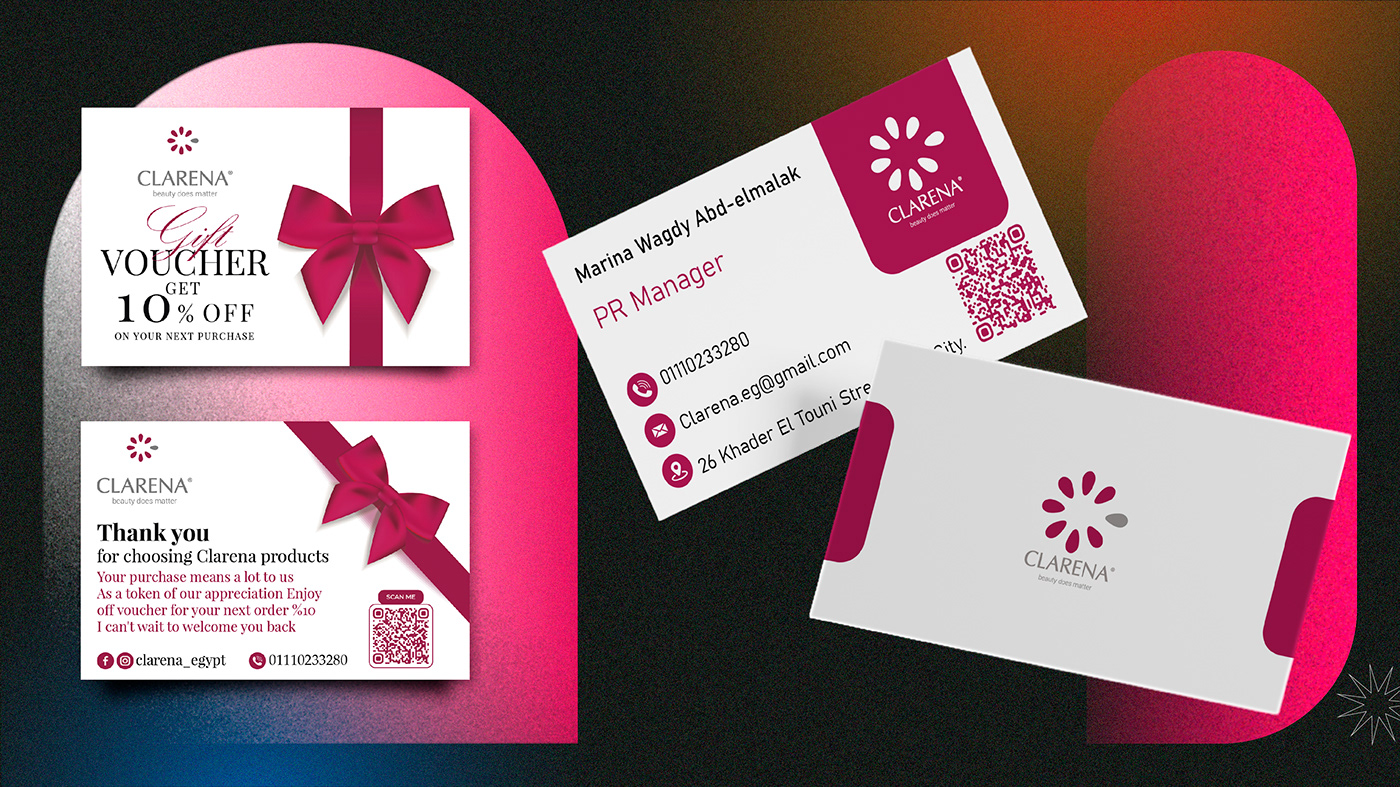 CLARENA®
beauty does matter
Gift
VOUCHER
GET
10% OFF
ON YOUR NEXT PURCHASE
CLARENA®
beauty does matter
Thank you
for choosing Clarena products
Your purchase means a lot to us
As a token of our appreciation Enjoy
off voucher for your next order %10
I can't wait to welcome you back
SCAN ME
clarena_egypt
01110233280
Marina Wagdy Abd-elmalak
PR Manager
01110233280
Clarena.eg@gmail.com
26 Khader El Touni City.
CLARENA®
beauty does matter
CLARENA®
beauty does matter